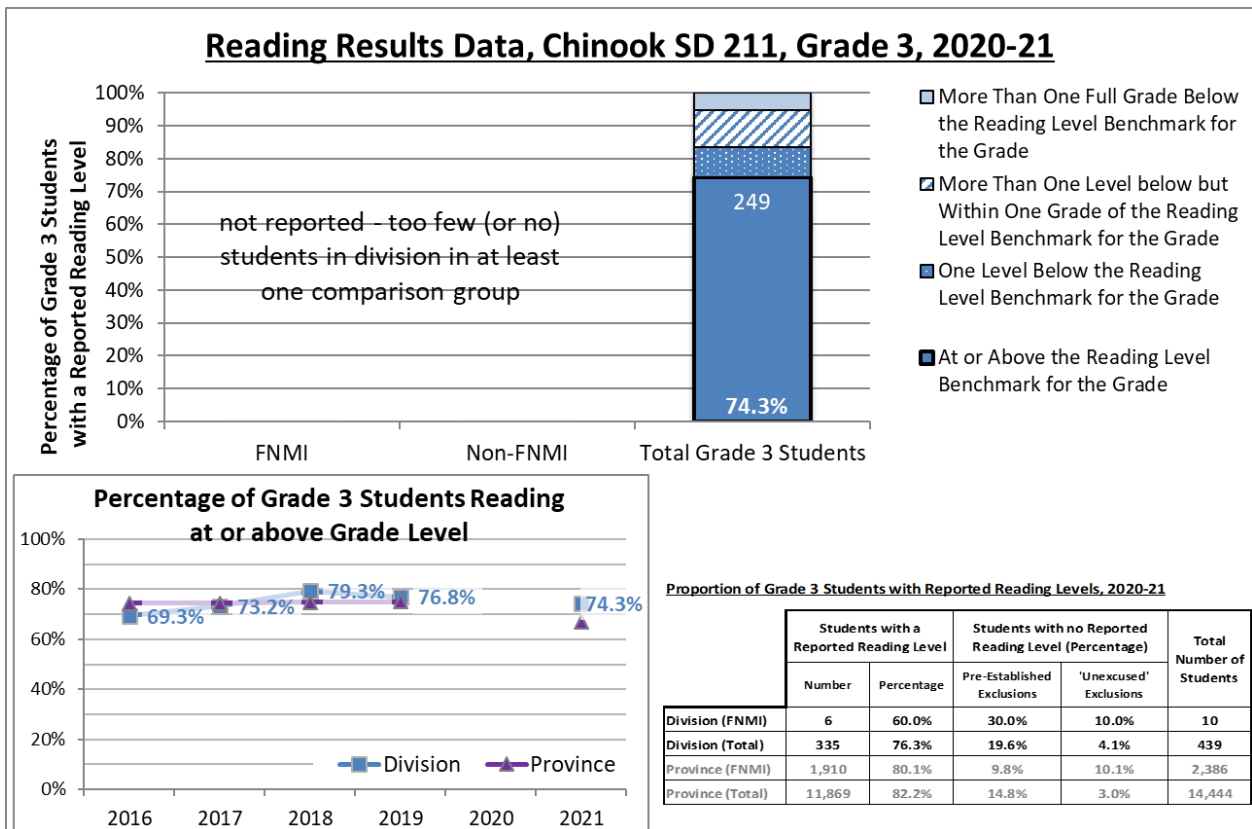 Reading Results Data, Chinook SD 211, Grade 3, 2020-21
Percentage of Grade 3 Students
with a Reported Reading Level
100%
90%
80%
70%
60%
50%
40%
30%
20%
10%
0%
not reported - too few (or no)
students in division in at least
one comparison group
249
74.3%
FNMI Non-FNMI Total Grade 3 Students
More Than One Full Grade Below
the Reading Level Benchmark for
the Grade
More Than One Level below but
Within One Grade of the Reading
Level Benchmark for the Grade
One Level Below the Reading
Level Benchmark for the Grade
At or Above the Reading Level
Benchmark for the Grade
Percentage of Grade 3 Students Reading
at or above Grade Level
100%
80%
60%
40%
20%
0%
69.3% 73.2% 79.3% 76.8% 74.3%
Division Province
2016 2017 2018 2019 2020 2021
Proportion of Grade 3 Students with Reported Reading Levels, 2020-21
Students with a Reported Reading Level Students with no Reported Reading Level (Percentage) Total Number of Students
Number Percentage Pre-Established Exclusions 'Unexcused' Exclusions
Division (FNMI) 6 60.0% 30.0% 10.0% 10
Division (Total) 335 76.3% 19.6% 4.1% 439
Province (FNMI) 1,910 80.1% 9.8% 10.1% 2,386
Province (Total) 11,869 82.2% 14.8% 3.0% 14,444